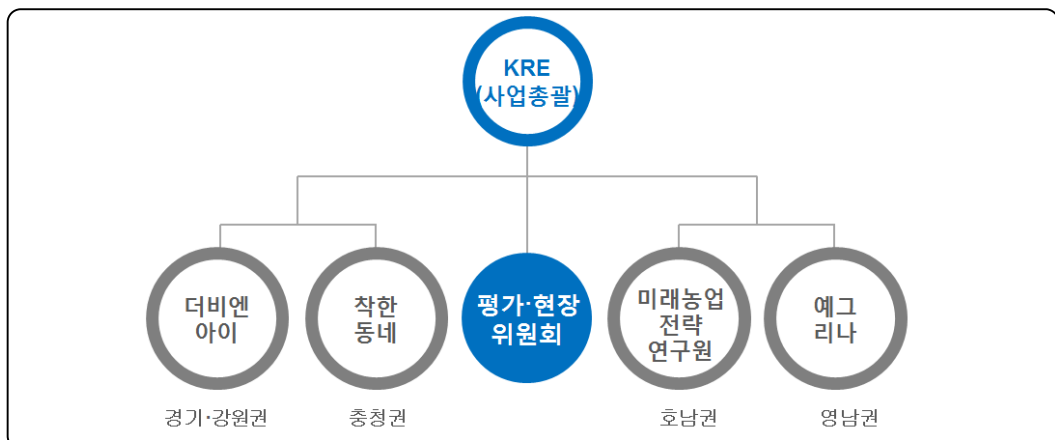 KRE
(사업총괄)
더비엔
아이
착한
동네
평가·현장
위원회
미래농업
전략
연구원
예그
리나
경기·강원권
충청권
호남권
영남권